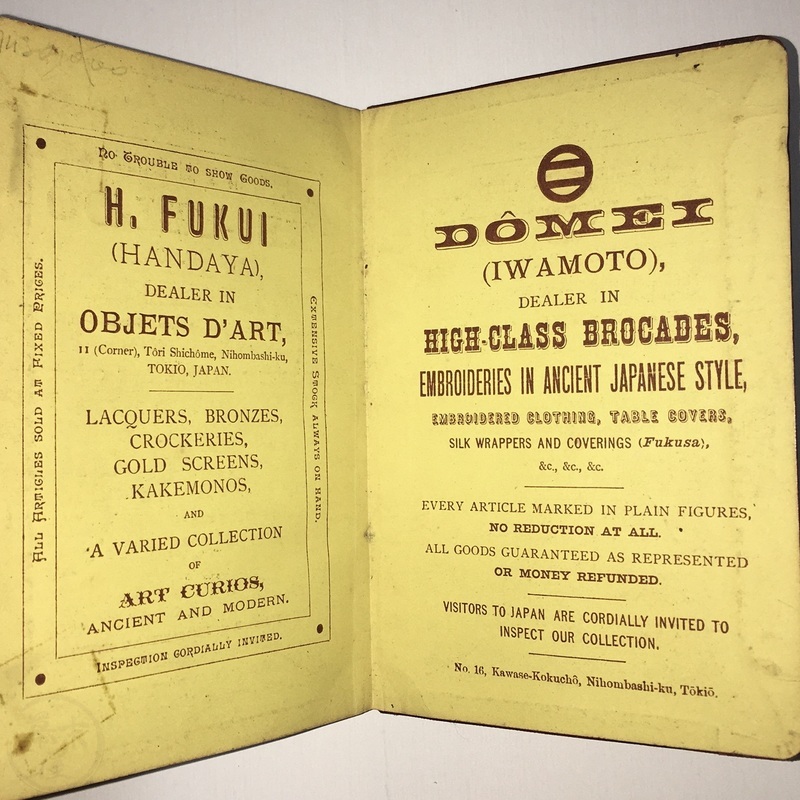 No Trouble to show Goods.
All Articles sold at Fixed Prices.
Extensive Stock always on hand.
H. FUKUI
(HANDAYA),
DEALER IN
OBJETS D'ART,
11 (Corner), Tôri Shichôme, Nihombashi-ku,
TOKIO, JAPAN.
LACQUERS, BRONZES,
CROCKERIES,
GOLD SCREENS,
KAKEMONOS,
AND
A VARIED COLLECTION
OF
ART CURIOS,
ANCIENT AND MODERN.
Inspection cordially invited.
DÔMEI
(IWAMOTO),
DEALER IN
HIGH-CLASS BROCADES,
EMBROIDERIES IN ANCIENT JAPANESE STYLE,
EMBROIDERED CLOTHING, TABLE COVERS,
SILK WRAPPERS AND COVERINGS (Fukusa),
&c., &c., &c.
EVERY ARTICLE MARKED IN PLAIN FIGURES,
NO REDUCTION AT ALL.
ALL GOODS GUARANTEED AS REPRESENTED
OR MONEY REFUNDED.
VISITORS TO JAPAN ARE CORDIALLY INVITED TO
INSPECT OUR COLLECTION.
No. 16, Kawase-Kokuchô, Nihombashi-ku, Tōkiō.